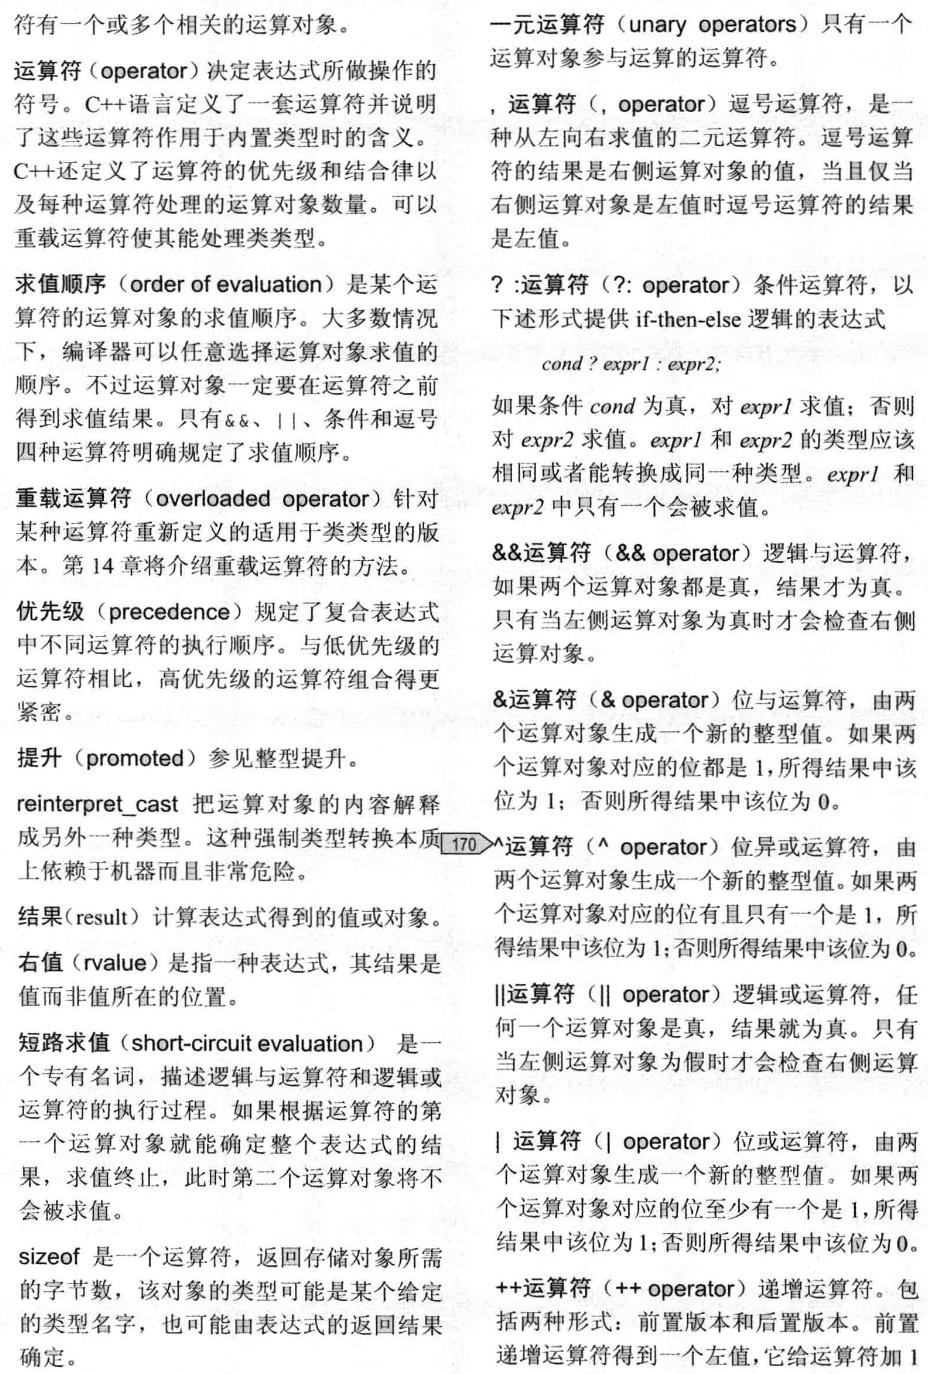 符有一个或多个相关的运算对象。
运算符（operator）决定表达式所做操作的
符号。C++语言定义了一套运算符并说明
了这些运算符作用于内置类型时的含义。
C++还定义了运算符的优先级和结合律以
及每种运算符处理的运算对象数量。可以
重载运算符使其能处理类类型。
求值顺序（order of evaluation）是某个运
算符的运算对象的求值顺序。大多数情况
下，编译器可以任意选择运算对象求值的
顺序。不过运算对象一定要在运算符之前
得到求值结果。只有&&、||、条件和逗号
四种运算符明确规定了求值顺序。
重载运算符（overloaded operator）针对
某种运算符重新定义的适用于类类型的版
本。第 14 章将介绍重载运算符的方法。
优先级（precedence）规定了复合表达式
中不同运算符的执行顺序。与低优先级的
运算符相比，高优先级的运算符组合得更
紧密。
提升（promoted）参见整型提升。
reinterpret_cast 把运算对象的内容解释
成另外一种类型。这种强制类型转换本质
上依赖于机器而且非常危险。
结果（result）计算表达式得到的值或对象。
右值（rvalue）是指一种表达式，其结果是
值而非值所在的位置。
短路求值（short-circuit evaluation） 是一
个专有名词，描述逻辑与运算符和逻辑或
运算符的执行过程。如果根据运算符的第
一个运算对象就能确定整个表达式的结
果，求值终止，此时第二个运算对象将不
会被求值。
sizeof 是一个运算符，返回存储对象所需
的字节数，该对象的类型可能是某个给定
的类型名字，也可能由表达式的返回结果
确定。
一元运算符（unary operators）只有一个
运算对象参与运算的运算符。
, 运算符（, operator）逗号运算符，是一
种从左向右求值的二元运算符。逗号运算
符的结果是右侧运算对象的值，当且仅当
右侧运算对象是左值时逗号运算符的结果
是左值。
? :运算符（?: operator）条件运算符，以
下述形式提供 if-then-else 逻辑的表达式
cond ? expr1 : expr2;
如果条件 cond 为真，对 expr1 求值；否则
对 expr2 求值。expr1 和 expr2 的类型应该
相同或者能转换成同一种类型。expr1 和
expr2 中只有一个会被求值。
&&运算符（&& operator）逻辑与运算符，
如果两个运算对象都是真，结果才为真。
只有当左侧运算对象为真时才会检查右侧
运算对象。
&运算符（& operator）位与运算符，由两
个运算对象生成一个新的整型值。如果两
个运算对象对应的位都是 1，所得结果中该
位为 1；否则所得结果中该位为 0。
170
^运算符（^ operator）位异或运算符，由
两个运算对象生成一个新的整型值。如果两
个运算对象对应的位有且只有一个是 1，所
得结果中该位为 1；否则所得结果中该位为 0。
||运算符（|| operator）逻辑或运算符，任
何一个运算对象是真，结果就为真。只有
当左侧运算对象为假时才会检查右侧运算
对象。
| 运算符（| operator）位或运算符，由两
个运算对象生成一个新的整型值。如果两
个运算对象对应的位至少有一个是 1，所得
结果中该位为 1；否则所得结果中该位为 0。
++运算符（++ operator）递增运算符。包
括两种形式：前置版本和后置版本。前置
递增运算符得到一个左值，它给运算符加 1